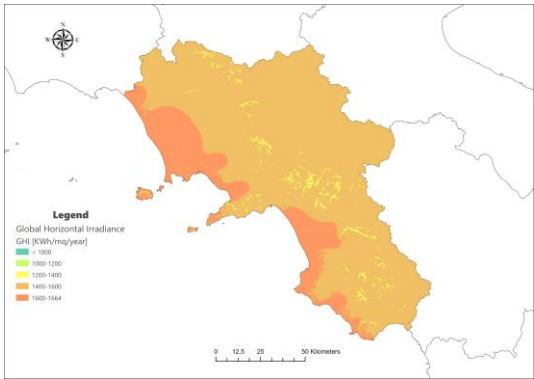 N
W E
S
Legend
Global Horizontal Irradiance
GHI [KWh/mq/year]
< 1000
1000-1200
1200-1400
1400-1600
1600-1664
0 12,5 25 50 Kilometers